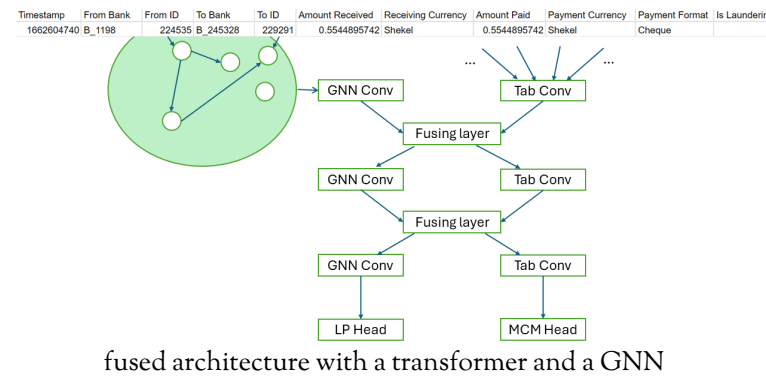 Timestamp From Bank From ID To Bank To ID Amount Received Receiving Currency Amount Paid Payment Currency Payment Format Is Launderin
1662604740 B_1198 224535 B_245328 229291 0.5544895742 Shekel 0.5544895742 Shekel Cheque
... ...
GNN Conv Tab Conv
Fusing layer
GNN Conv Tab Conv
Fusing layer
GNN Conv Tab Conv
LP Head MCM Head
fused architecture with a transformer and a GNN